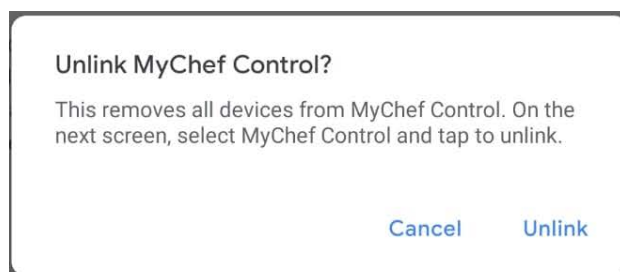 Unlink MyChef Control?
This removes all devices from MyChef Control. On the
next screen, select MyChef Control and tap to unlink.
Cancel Unlink